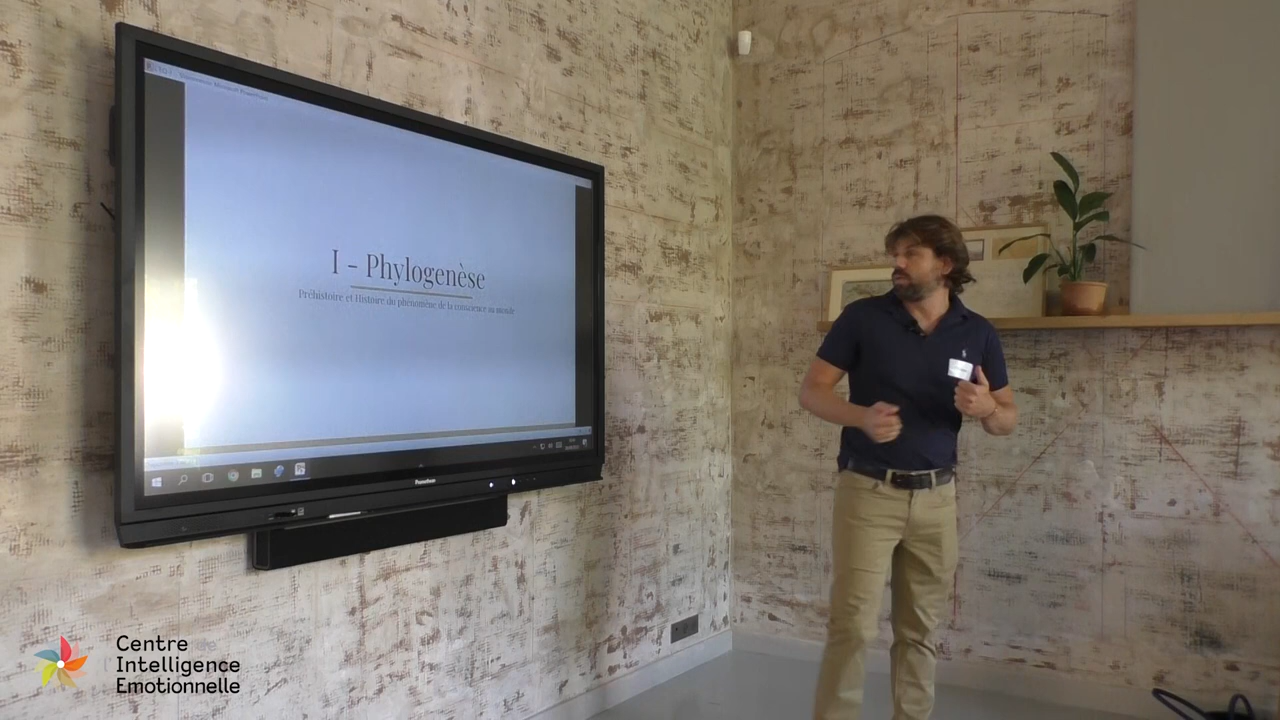 I - Phylogenèse
Préhistoire et Histoire du phénomène de la conscience au monde
Centre
Intelligence
Emotionnelle